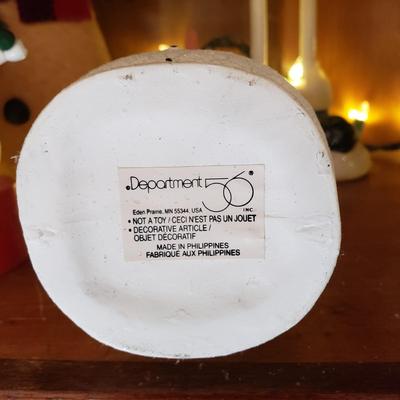 .Department 56®
Eden Prairie, MN 55344, USA INC.
• NOT A TOY / CECI N'EST PAS UN JOUET
• DECORATIVE ARTICLE /
OBJET DÉCORATIF
MADE IN PHILIPPINES
FABRIQUÉ AUX PHILIPPINES